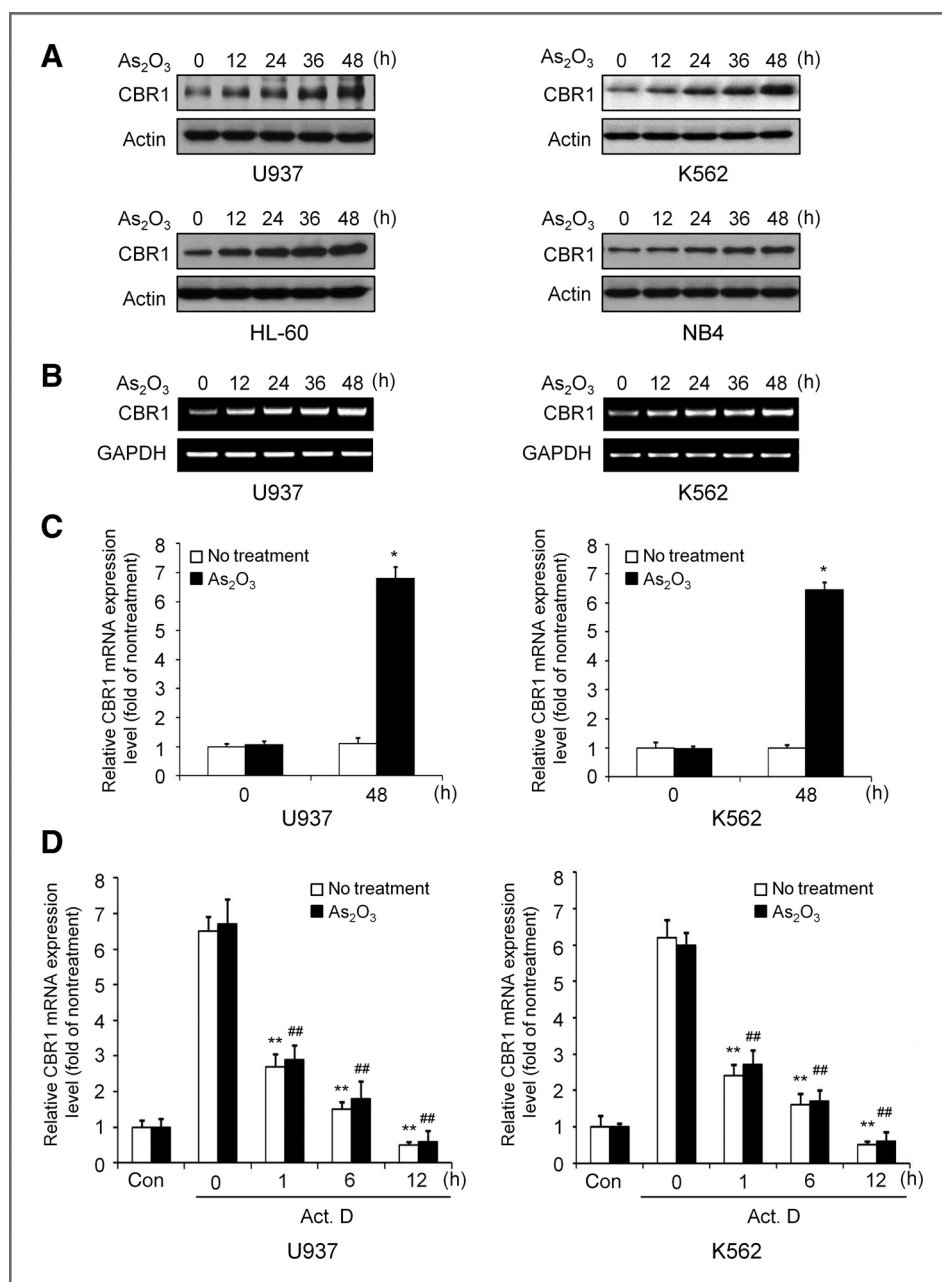 A
As₂O₃ 0 12 24 36 48 (h)
CBR1
Actin
U937
As₂O₃ 0 12 24 36 48 (h)
CBR1
Actin
K562
As₂O₃ 0 12 24 36 48 (h)
CBR1
Actin
HL-60
As₂O₃ 0 12 24 36 48 (h)
CBR1
Actin
NB4
B
As₂O₃ 0 12 24 36 48 (h)
CBR1
GAPDH
U937
As₂O₃ 0 12 24 36 48 (h)
CBR1
GAPDH
K562
C
Relative CBR1 mRNA expression
level (fold of nontreatment)
8
7
6
5
4
3
2
1
0
No treatment
As₂O₃
*
0 48 (h)
U937
Relative CBR1 mRNA expression
level (fold of nontreatment)
8
7
6
5
4
3
2
1
0
No treatment
As₂O₃
*
0 48 (h)
K562
D
Relative CBR1 mRNA expression
level (fold of nontreatment)
8
7
6
5
4
3
2
1
0
No treatment
As₂O₃
** ##
** ##
** ##
Con 0 1 6 12 (h)
Act. D
U937
Relative CBR1 mRNA expression
level (fold of nontreatment)
8
7
6
5
4
3
2
1
0
No treatment
As₂O₃
** ##
** ##
** ##
Con 0 1 6 12 (h)
Act. D
K562